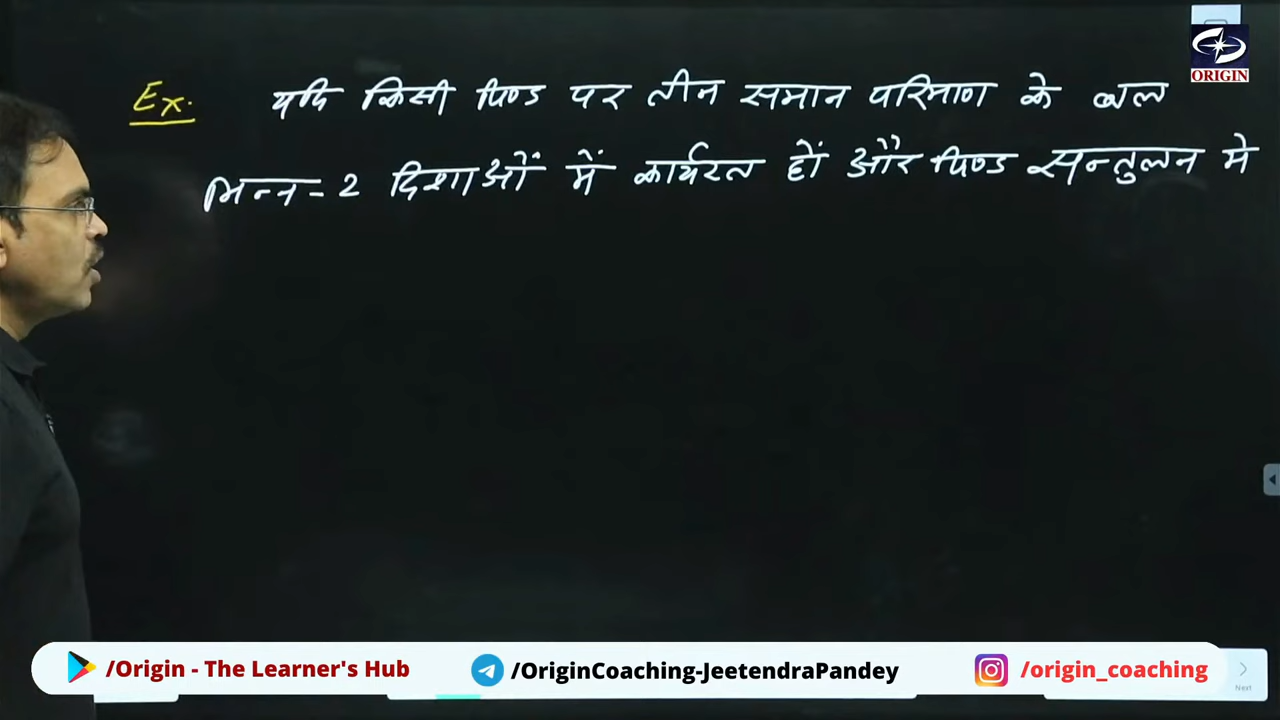 ORIGIN
Ex. यदि किसी पिण्ड पर तीन समान परिमाण के बल
भिन्न-2 दिशाओं में कार्यरत हों और पिण्ड सन्तुलन मे
/Origin - The Learner's Hub /OriginCoaching-JeetendraPandey /origin_coaching
Next